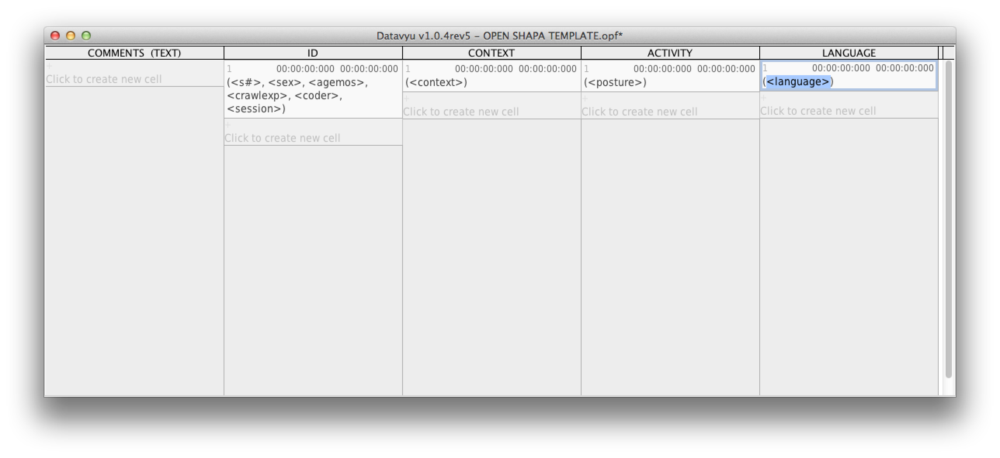 Datavyu v1.0.4rev5 – OPEN SHAPA TEMPLATE.opf*
COMMENTS (TEXT) ID CONTEXT ACTIVITY LANGUAGE
+
Click to create new cell
1 00:00:00:000 00:00:00:000
(<s#>, <sex>, <agemos>,
<crawlexp>, <coder>,
<session>)
+
Click to create new cell
1 00:00:00:000 00:00:00:000
(<context>)
+
Click to create new cell
1 00:00:00:000 00:00:00:000
(<posture>)
+
Click to create new cell
1 00:00:00:000 00:00:00:000
(<language>)
+
Click to create new cell